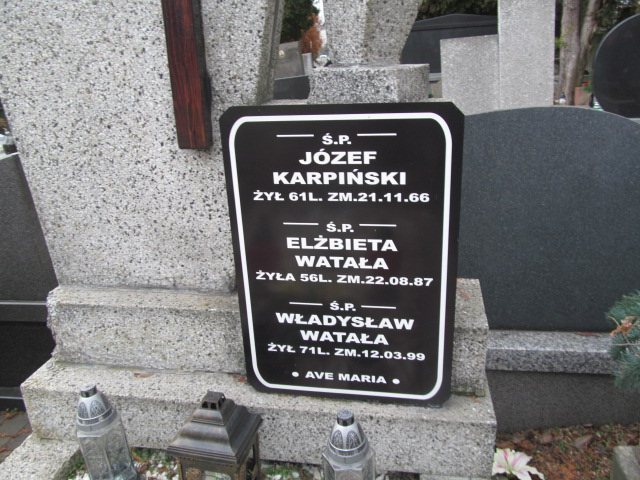 Ś.P.
JÓZEF
KARPIŃSKI
ŻYŁ 61L. ZM.21.11.66
Ś.P.
ELŻBIETA
WATAŁA
ŻYŁA 56L. ZM.22.08.87
Ś.P.
WŁADYSŁAW
WATAŁA
ŻYŁ 71L. ZM.12.03.99
• AVE MARIA •